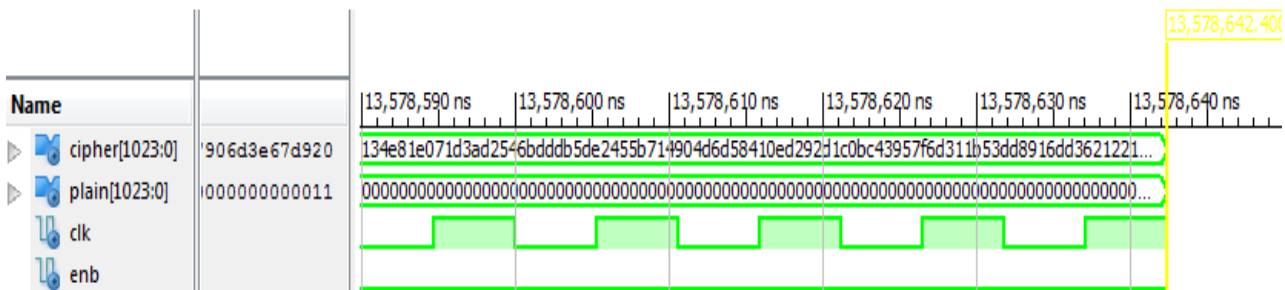 13,578,642.400
Name
13,578,590 ns 13,578,600 ns 13,578,610 ns 13,578,620 ns 13,578,630 ns 13,578,640 ns
cipher[1023:0] 906d3e67d920 134e81e071d3ad2546bdddb5de2455b714904d6d58410ed292d1c0bc43957f6d311b53dd8916dd3621221...
plain[1023:0] 000000000011
clk
enb